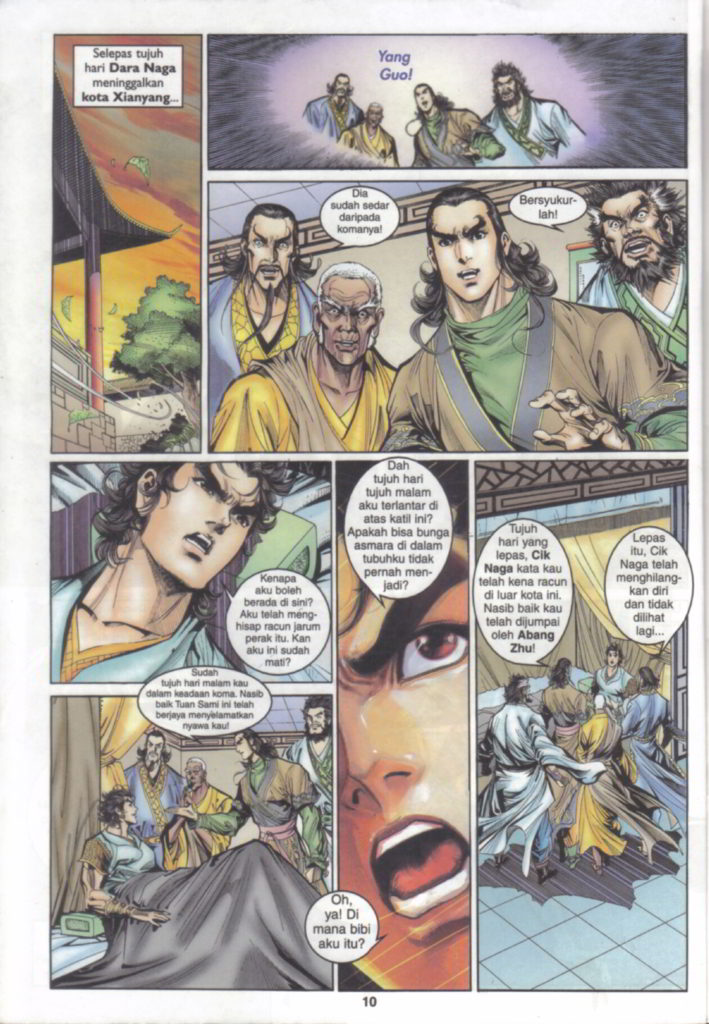 Selepas tujuh
hari Dara Naga
meninggalkan
kota Xianyang...
Yang
Guo!
Dia
sudah sedar
daripada
komanya!
Bersyukur-
lah!
Kenapa
aku boleh
berada di sini?
Aku telah meng-
hisap racun jarum
perak itu. Kan
aku ini sudah
mati?
Sudah
tujuh hari malam kau
dalam keadaan koma. Nasib
baik Tuan Sami ini telah
berjaya menyelamatkan
nyawa kau!
Dah
tujuh hari
tujuh malam
aku terlantar di
atas katil ini?
Apakah bisa bunga
asmara di dalam
tubuhku tidak
pernah men-
jadi?
Oh,
ya! Di
mana bibi
aku itu?
Tujuh
hari yang
lepas, Cik
Naga kata kau
telah kena racun
di luar kota ini.
Nasib baik kau
telah dijumpai
oleh Abang
Zhu!
Lepas
itu, Cik
Naga telah
menghilang-
kan diri
dan tidak
dilihat
lagi...
10